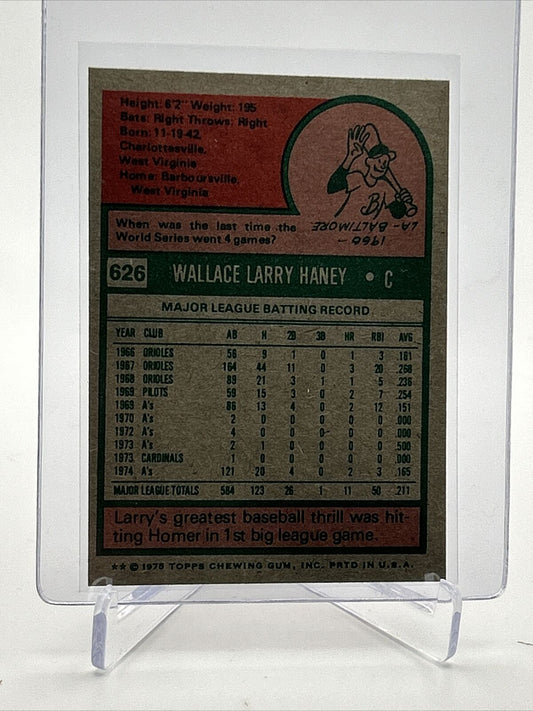 Height: 6'2" Weight: 195
Bats: Right Throws: Right
Born: 11-19-42,
Charlottesville,
West Virginia
Home: Barboursville,
West Virginia
When was the last time the
World Series went 4 games?
1966 -
LA - BALTIMORE
626 WALLACE LARRY HANEY • C
MAJOR LEAGUE BATTING RECORD
YEAR CLUB AB H 2B 3B HR RBI AVG
1966 ORIOLES 56 9 1 0 1 3 .161
1967 ORIOLES 164 44 11 0 3 20 .268
1968 ORIOLES 89 21 3 1 1 5 .236
1969 PILOTS 59 15 3 0 2 7 .254
1969 A's 86 13 4 0 2 12 .151
1970 A's 2 0 0 0 0 0 .000
1972 A's 4 0 0 0 0 0 .000
1973 A's 2 1 0 0 0 0 .500
1973 CARDINALS 1 0 0 0 0 0 .000
1974 A's 121 20 4 0 2 3 .165
MAJOR LEAGUE TOTALS 584 123 26 1 11 50 .211
Larry's greatest baseball thrill was hit-
ting Homer in 1st big league game.
★★ © 1975 TOPPS CHEWING GUM, INC. PRTD IN U.S.A.